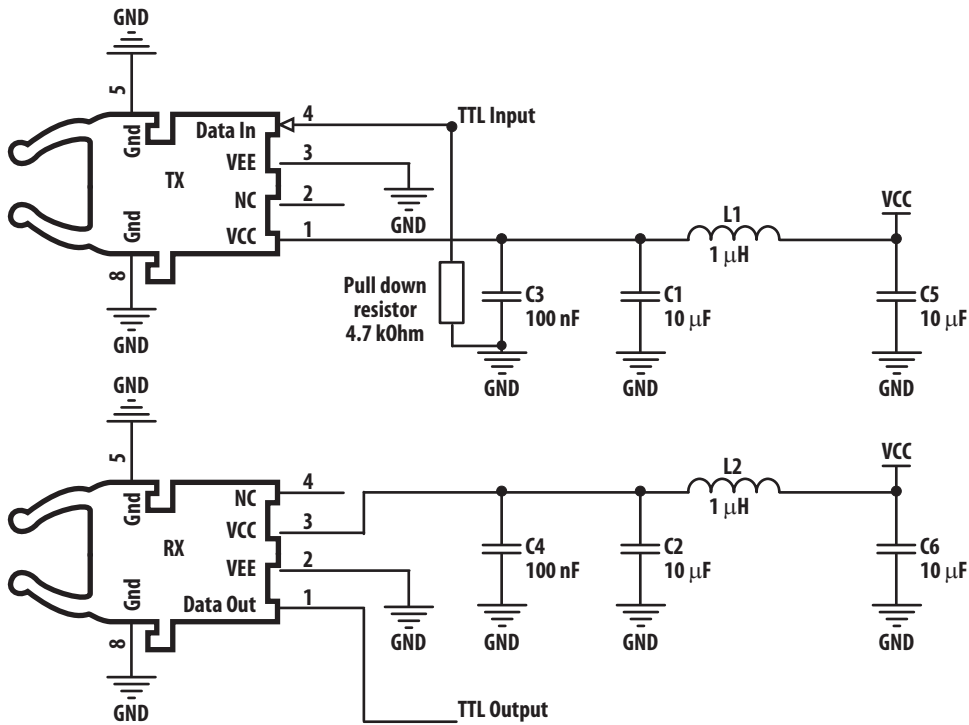 GND
5
Gnd
Data In
4
TTL Input
VEE
3
TX
NC
2
GND
VCC
1
L1
1 μH
VCC
Gnd
8
Pull down
resistor
4.7 kOhm
C3
100 nF
C1
10 μF
C5
10 μF
GND
GND
GND
GND
GND
5
Gnd
NC
4
L2
1 μH
VCC
VCC
3
RX
VEE
2
C4
100 nF
C2
10 μF
C6
10 μF
Gnd
Data Out
1
8
GND
GND
GND
GND
GND
TTL Output